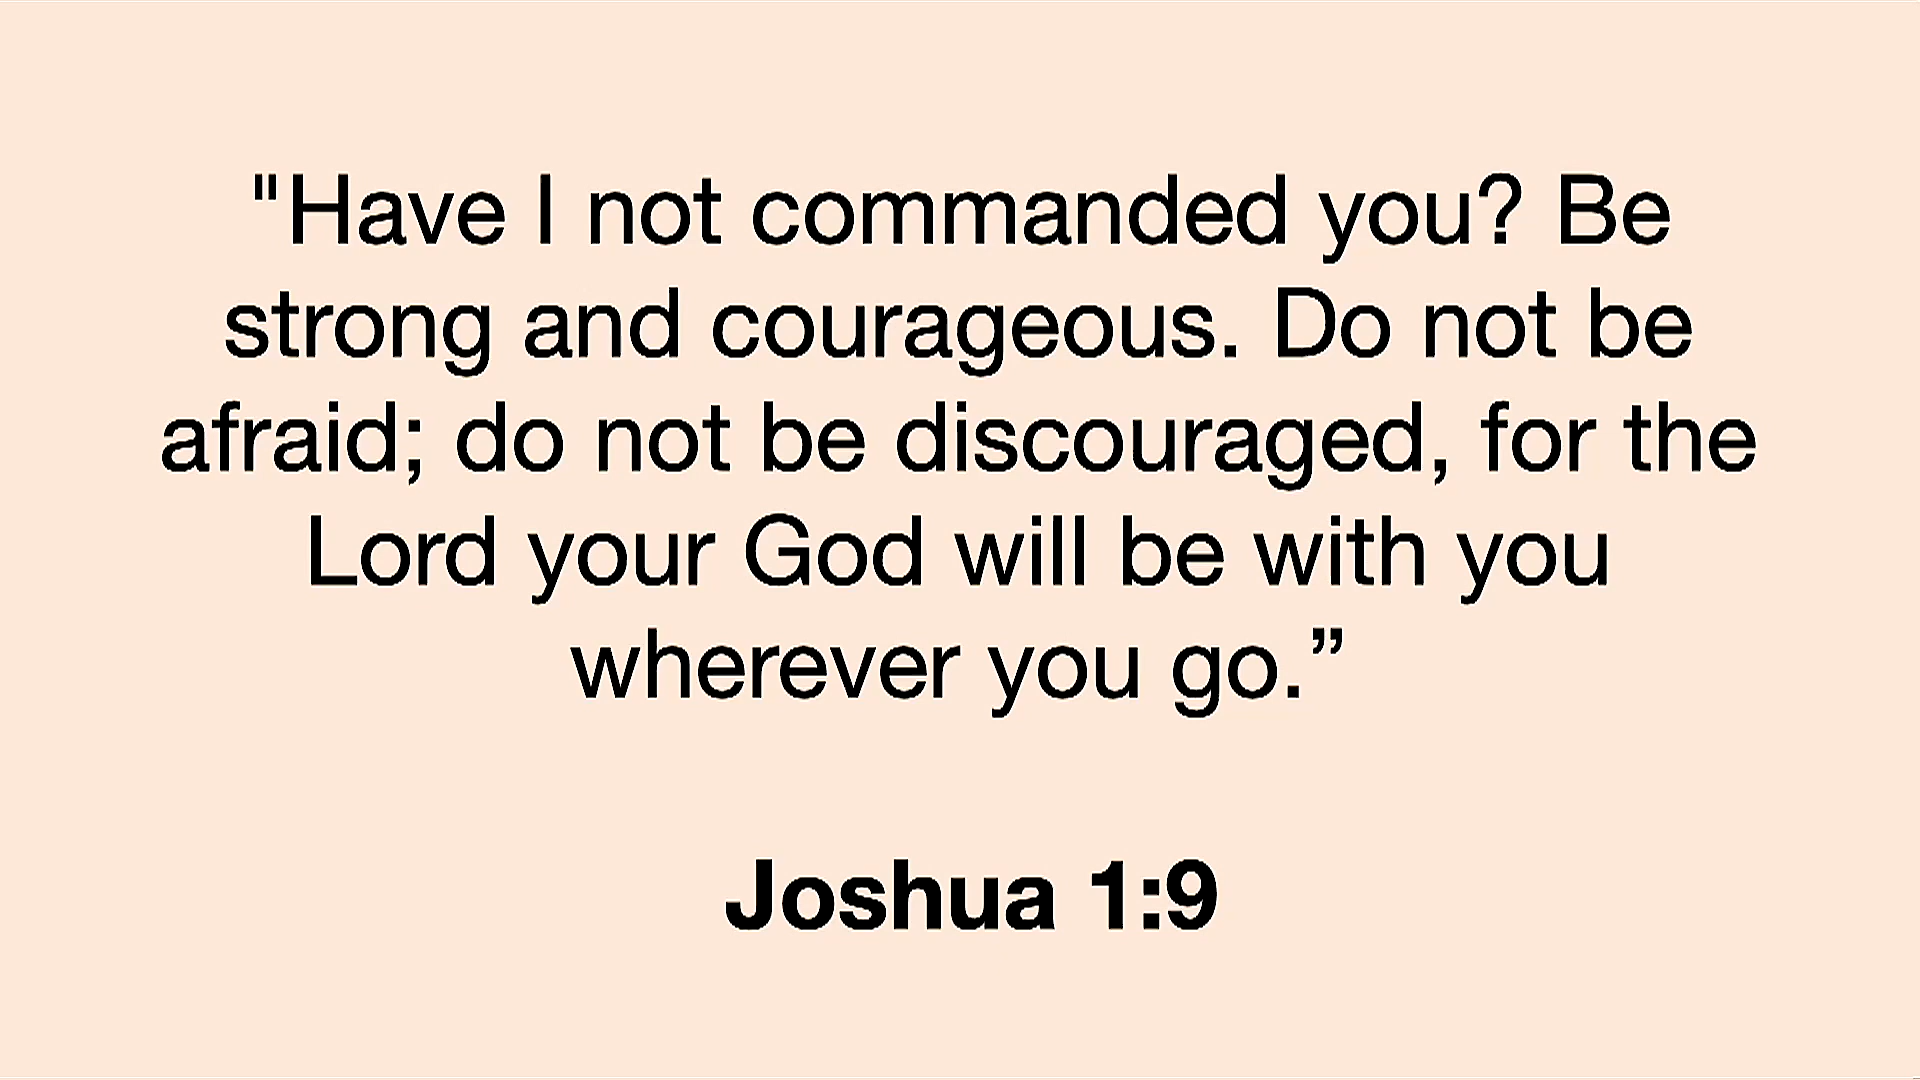 "Have I not commanded you? Be
strong and courageous. Do not be
afraid; do not be discouraged, for the
Lord your God will be with you
wherever you go.”
Joshua 1:9